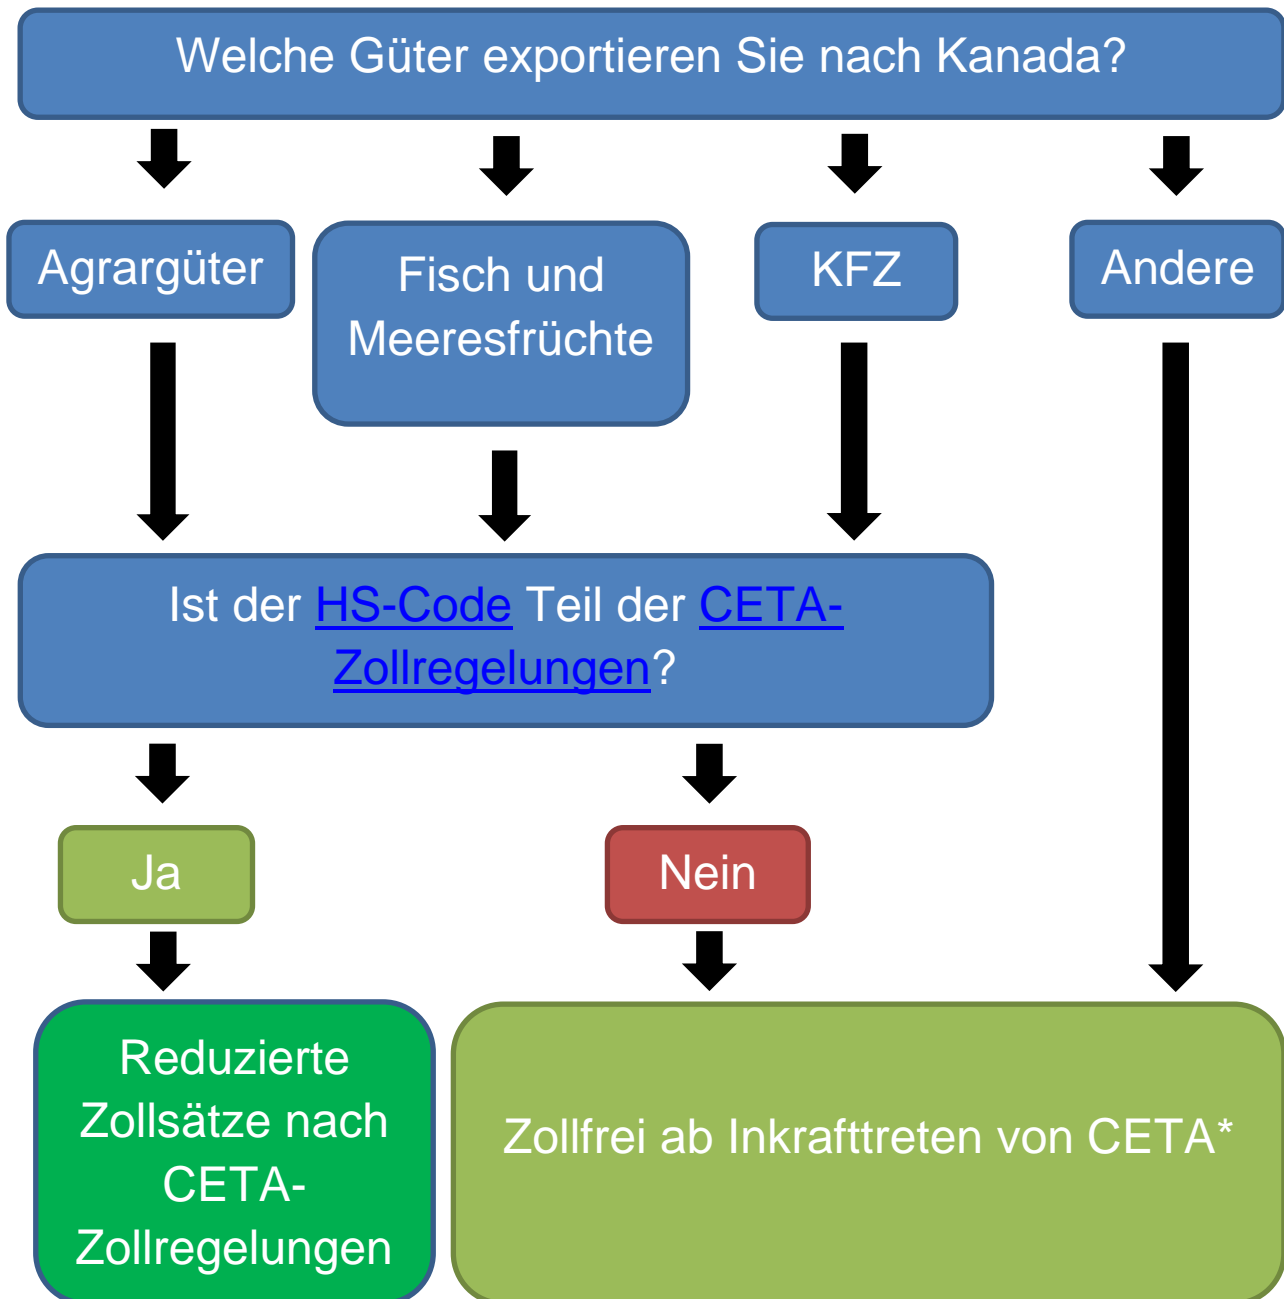 Welche Güter exportieren Sie nach Kanada?
Agrargüter
Fisch und
Meeresfrüchte
KFZ
Andere
Ist der HS-Code Teil der CETA-
Zollregelungen?
Ja
Nein
Reduzierte
Zollsätze nach
CETA-
Zollregelungen
Zollfrei ab Inkrafttreten von CETA*